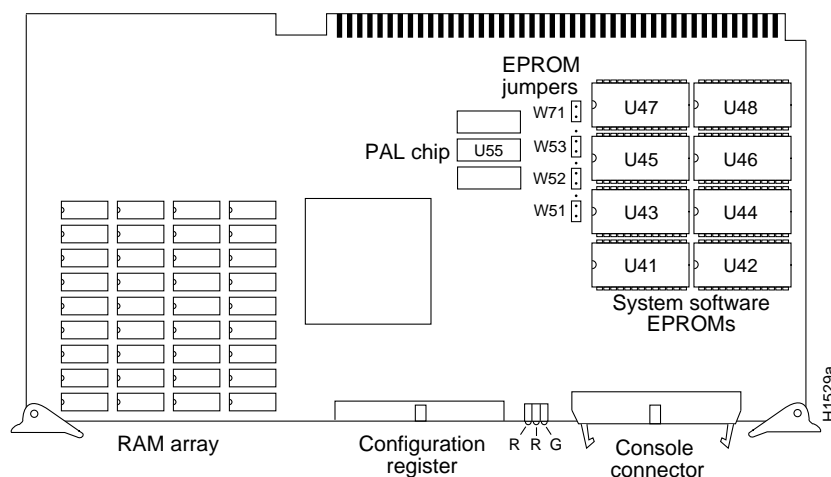 EPROM
jumpers
W71
U47
U48
PAL chip
U55
W53
U45
U46
W52
W51
U43
U44
U41
U42
System software
EPROMs
H1529a
RAM array
Configuration
register
R R G
Console
connector